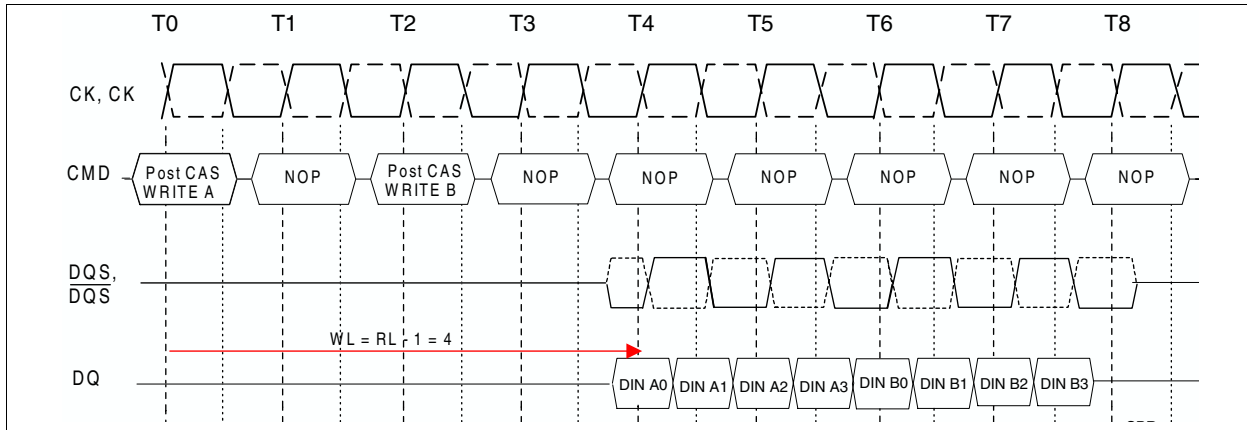 T0 T1 T2 T3 T4 T5 T6 T7 T8
CK, CK
CMD
Post CAS
WRITE A
NOP
Post CAS
WRITE B
NOP
NOP
NOP
NOP
NOP
NOP
DQS,
DQS
WL = RL - 1 = 4
DQ
DIN A0 DIN A1 DIN A2 DIN A3 DIN B0 DIN B1 DIN B2 DIN B3